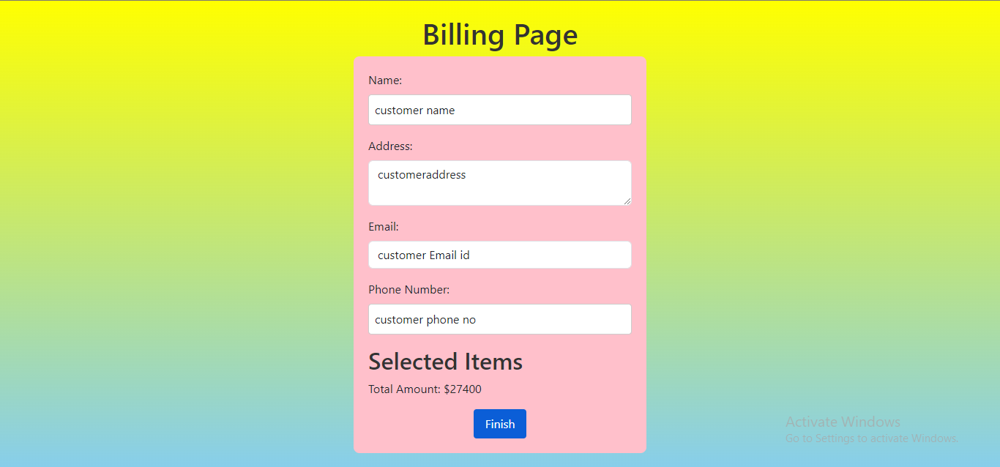 Billing Page
Name:
customer name
Address:
customeraddress
Email:
customer Email id
Phone Number:
customer phone no
Selected Items
Total Amount: $27400
Finish
Activate Windows
Go to Settings to activate Windows.